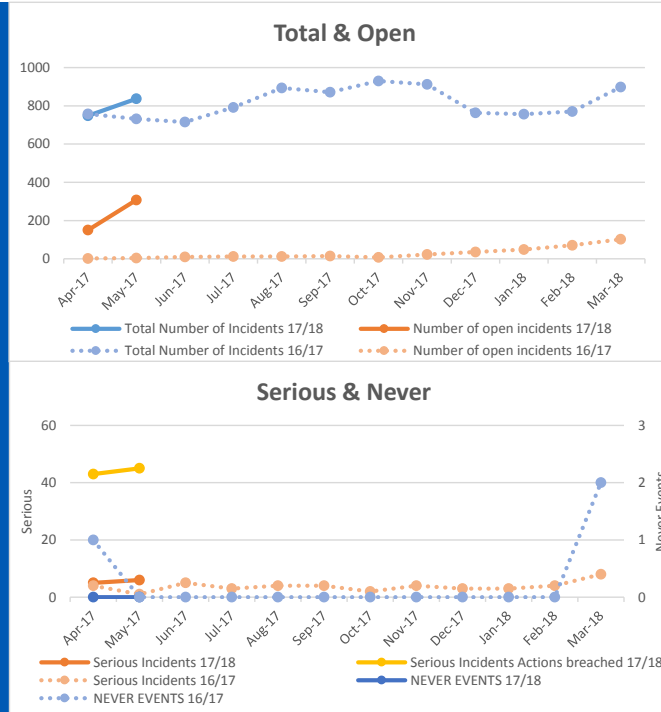 Total & Open
1000
800
600
400
200
0
Apr-17 May-17 Jun-17 Jul-17 Aug-17 Sep-17 Oct-17 Nov-17 Dec-17 Jan-18 Feb-18 Mar-18
Total Number of Incidents 17/18 Number of open incidents 17/18
Total Number of Incidents 16/17 Number of open incidents 16/17
Serious & Never
60 3
40 2
20 1
0 0
Serious
Never Events
Apr-17 May-17 Jun-17 Jul-17 Aug-17 Sep-17 Oct-17 Nov-17 Dec-17 Jan-18 Feb-18 Mar-18
Serious Incidents 17/18 Serious Incidents Actions breached 17/18
Serious Incidents 16/17 NEVER EVENTS 17/18
NEVER EVENTS 16/17